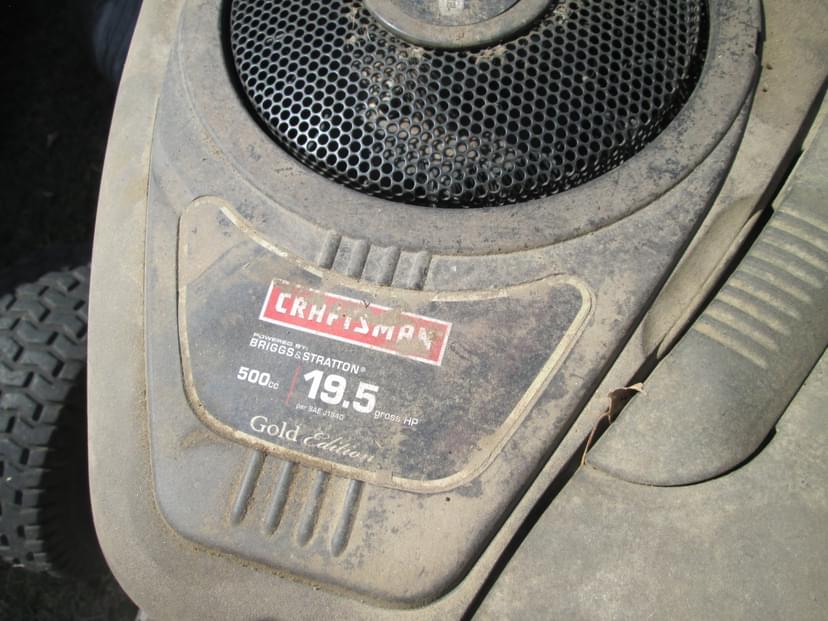 CRAFTSMAN
POWERED BY:
BRIGGS&STRATTON®
500cc 19.5 gross HP
per SAE J1940
Gold Edition